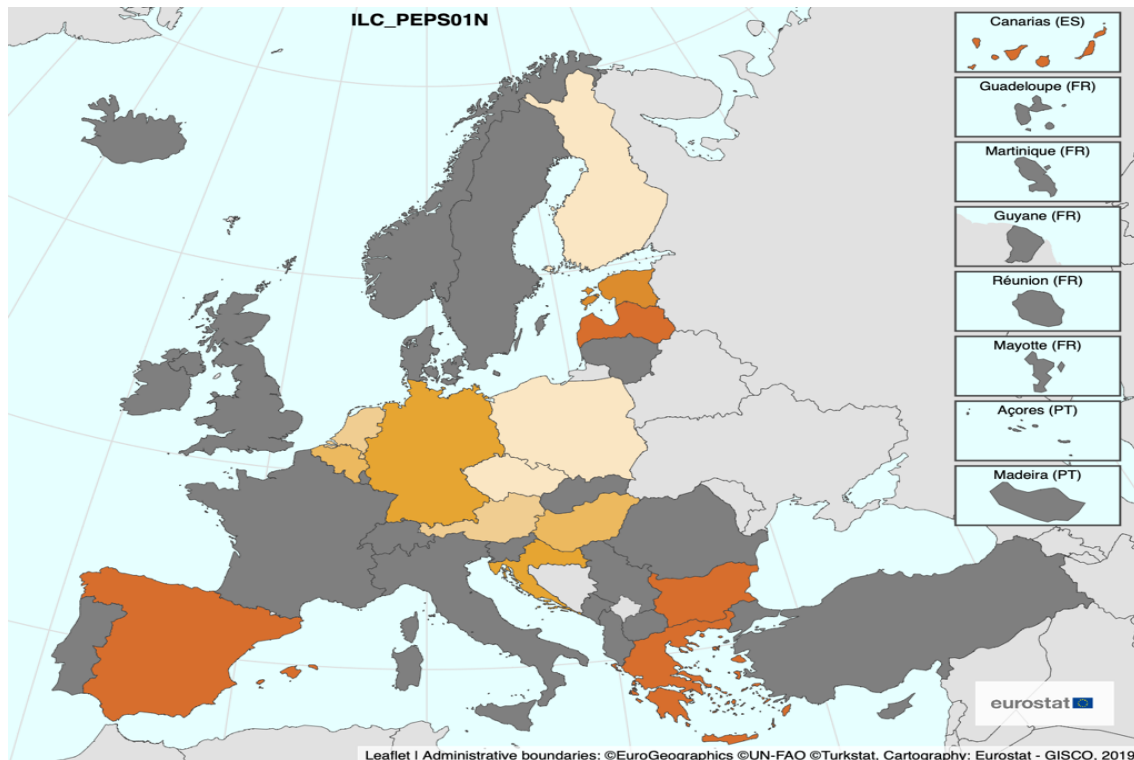 ILC_PEPS01N
Canarias (ES)
Guadeloupe (FR)
Martinique (FR)
Guyane (FR)
Réunion (FR)
Mayotte (FR)
Açores (PT)
Madeira (PT)
eurostat
Leaflet | Administrative boundaries: ©EuroGeographics ©UN-FAO ©Turkstat, Cartography: Eurostat - GISCO, 2019